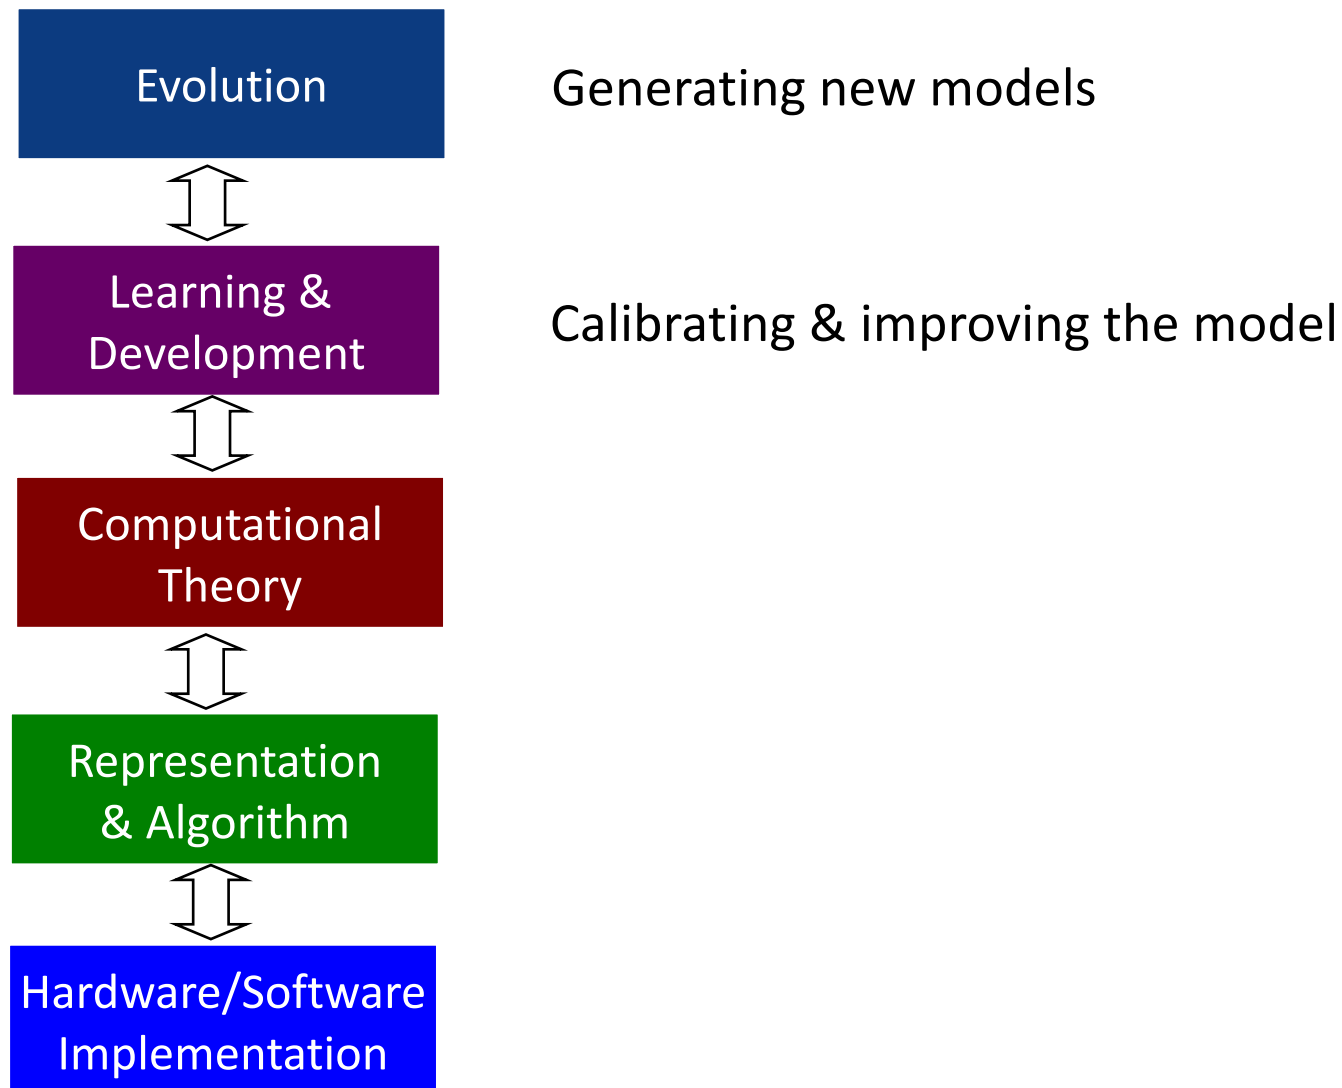 Evolution
Generating new models
Learning &
Development
Calibrating & improving the model
Computational
Theory
Representation
& Algorithm
Hardware/Software
Implementation